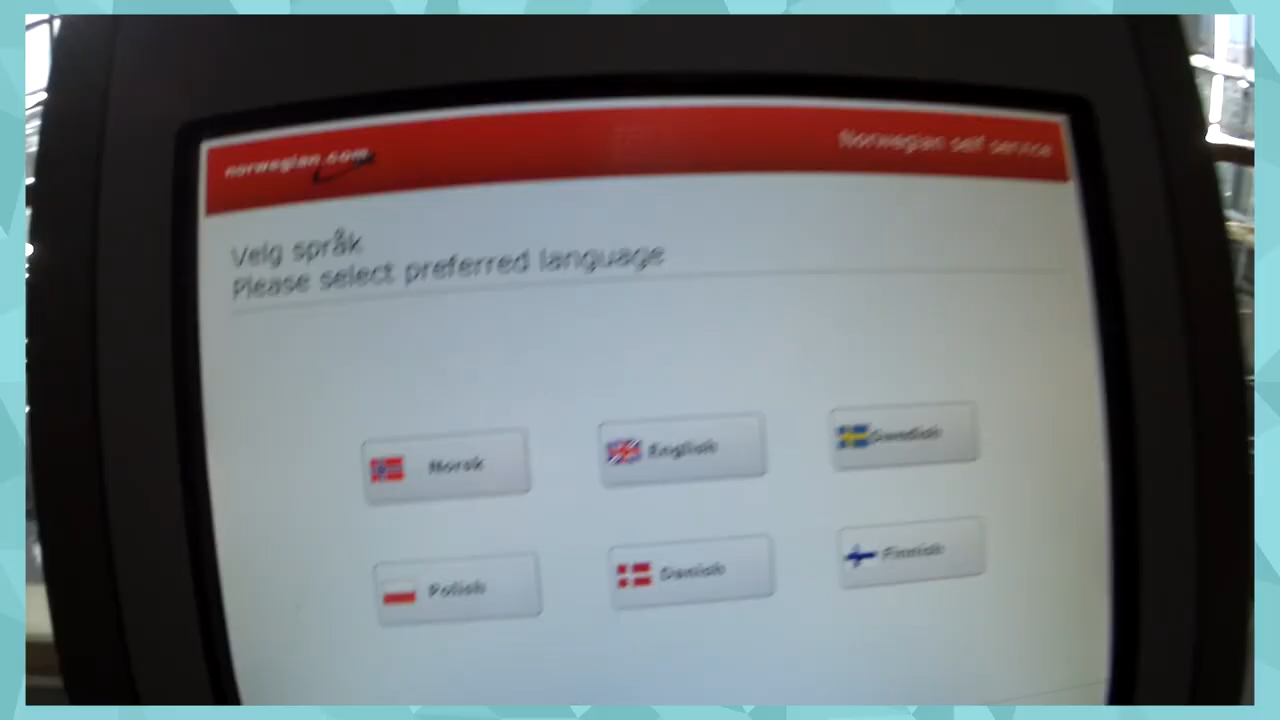 norwegian.com
Norwegian self service
Velg språk
Please select preferred language
Norsk
English
Swedish
Polish
Danish
Finnish